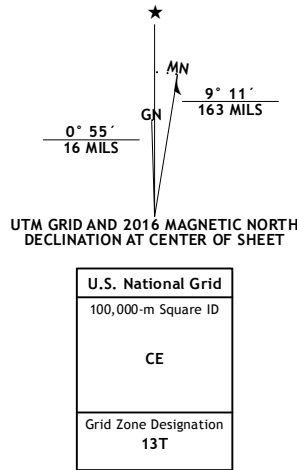 MN
GN
9° 11´
163 MILS
0° 55´
16 MILS
UTM GRID AND 2016 MAGNETIC NORTH
DECLINATION AT CENTER OF SHEET
U.S. National Grid
100,000-m Square ID
CE
Grid Zone Designation
13T